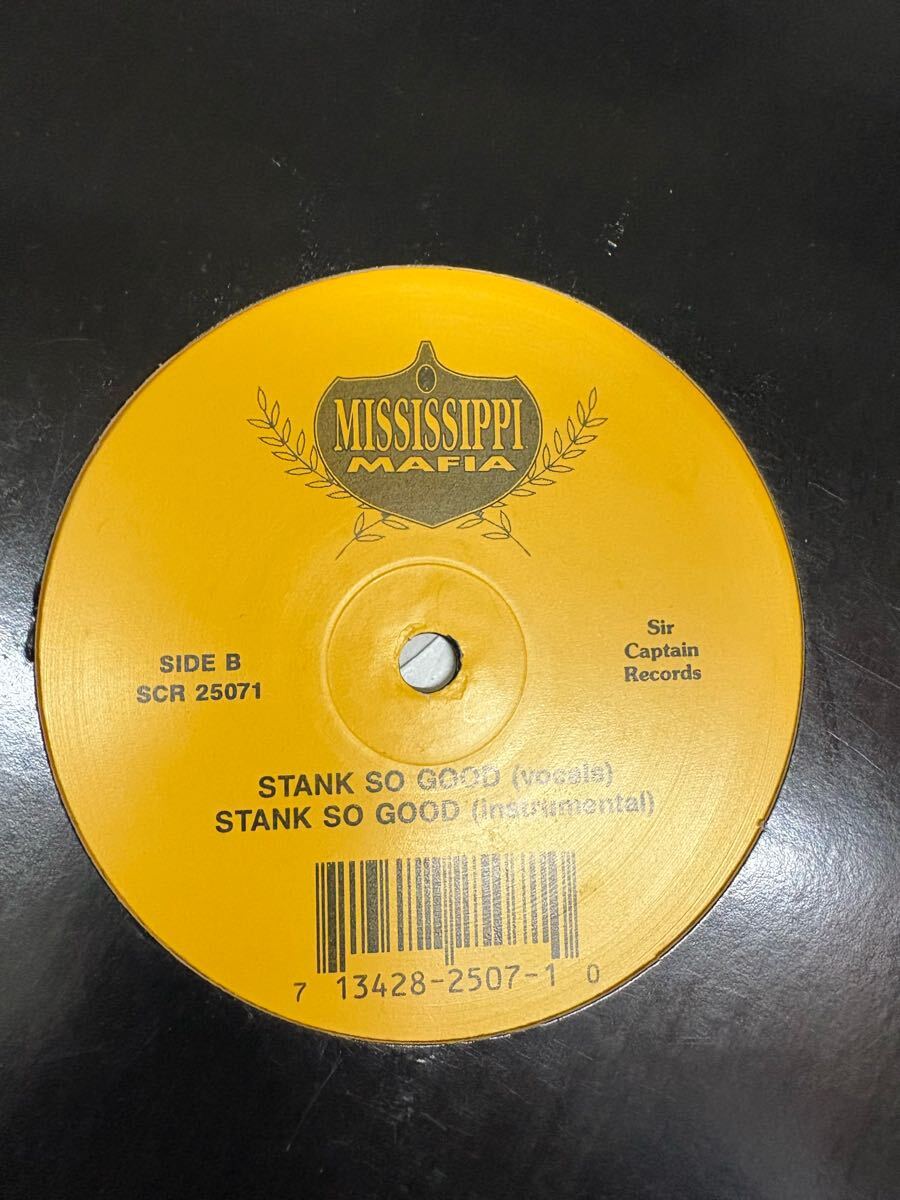 MISSISSIPPI
MAFIA
SIDE B
SCR 25071
Sir
Captain
Records
STANK SO GOOD (vocals)
STANK SO GOOD (instrumental)
7 13428-2507-1 0